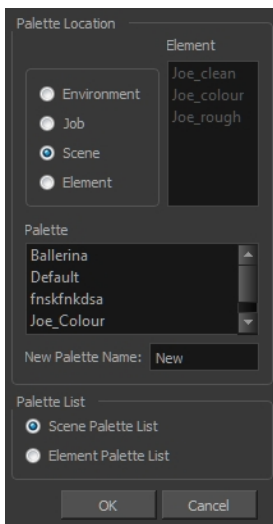 Palette Location
Element
Environment
Job
Scene
Element
Joe_clean
Joe_colour
Joe_rough
Palette
Ballerina
Default
fnskfnkdsa
Joe_Colour
New Palette Name: New
Palette List
Scene Palette List
Element Palette List
OK Cancel